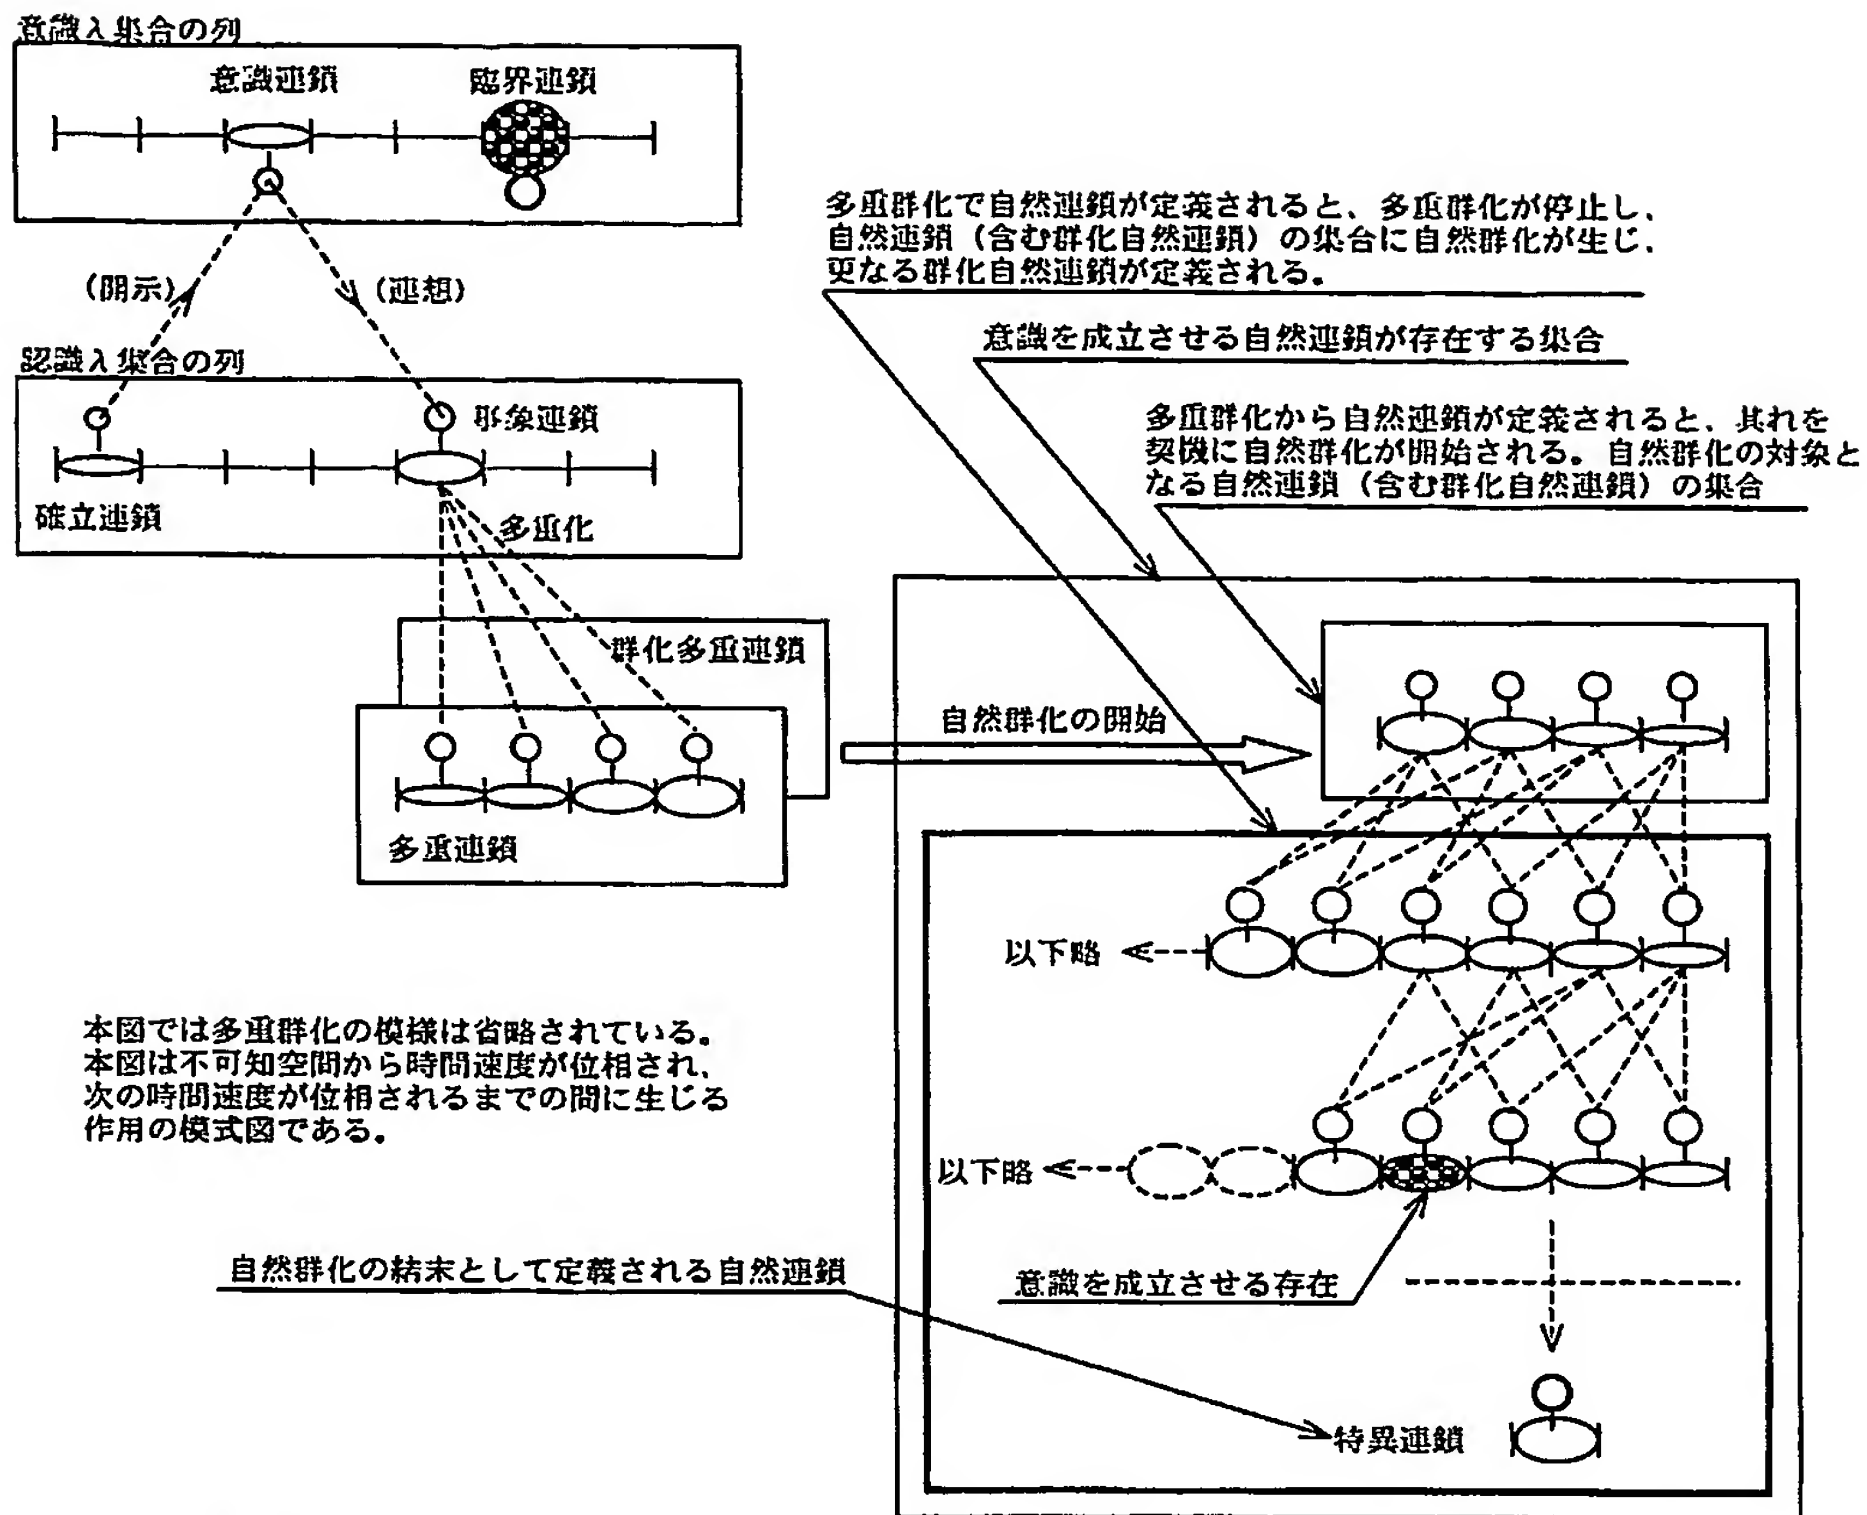 意識λ集合の列
意識連鎖
臨界連鎖
(開示)
(連想)
認識λ集合の列
形象連鎖
確立連鎖
多重化
群化多重連鎖
多重連鎖
多重群化で自然連鎖が定義されると、多重群化が停止し、
自然連鎖(含む群化自然連鎖)の集合に自然群化が生じ、
更なる群化自然連鎖が定義される。
意識を成立させる自然連鎖が存在する集合
多重群化から自然連鎖が定義されると、其れを
契機に自然群化が開始される。自然群化の対象と
なる自然連鎖(含む群化自然連鎖)の集合
自然群化の開始
以下略
以下略
本図では多重群化の模様は省略されている。
本図は不可知空間から時間速度が位相され、
次の時間速度が位相されるまでの間に生じる
作用の模式図である。
自然群化の結末として定義される自然連鎖
意識を成立させる存在
特異連鎖